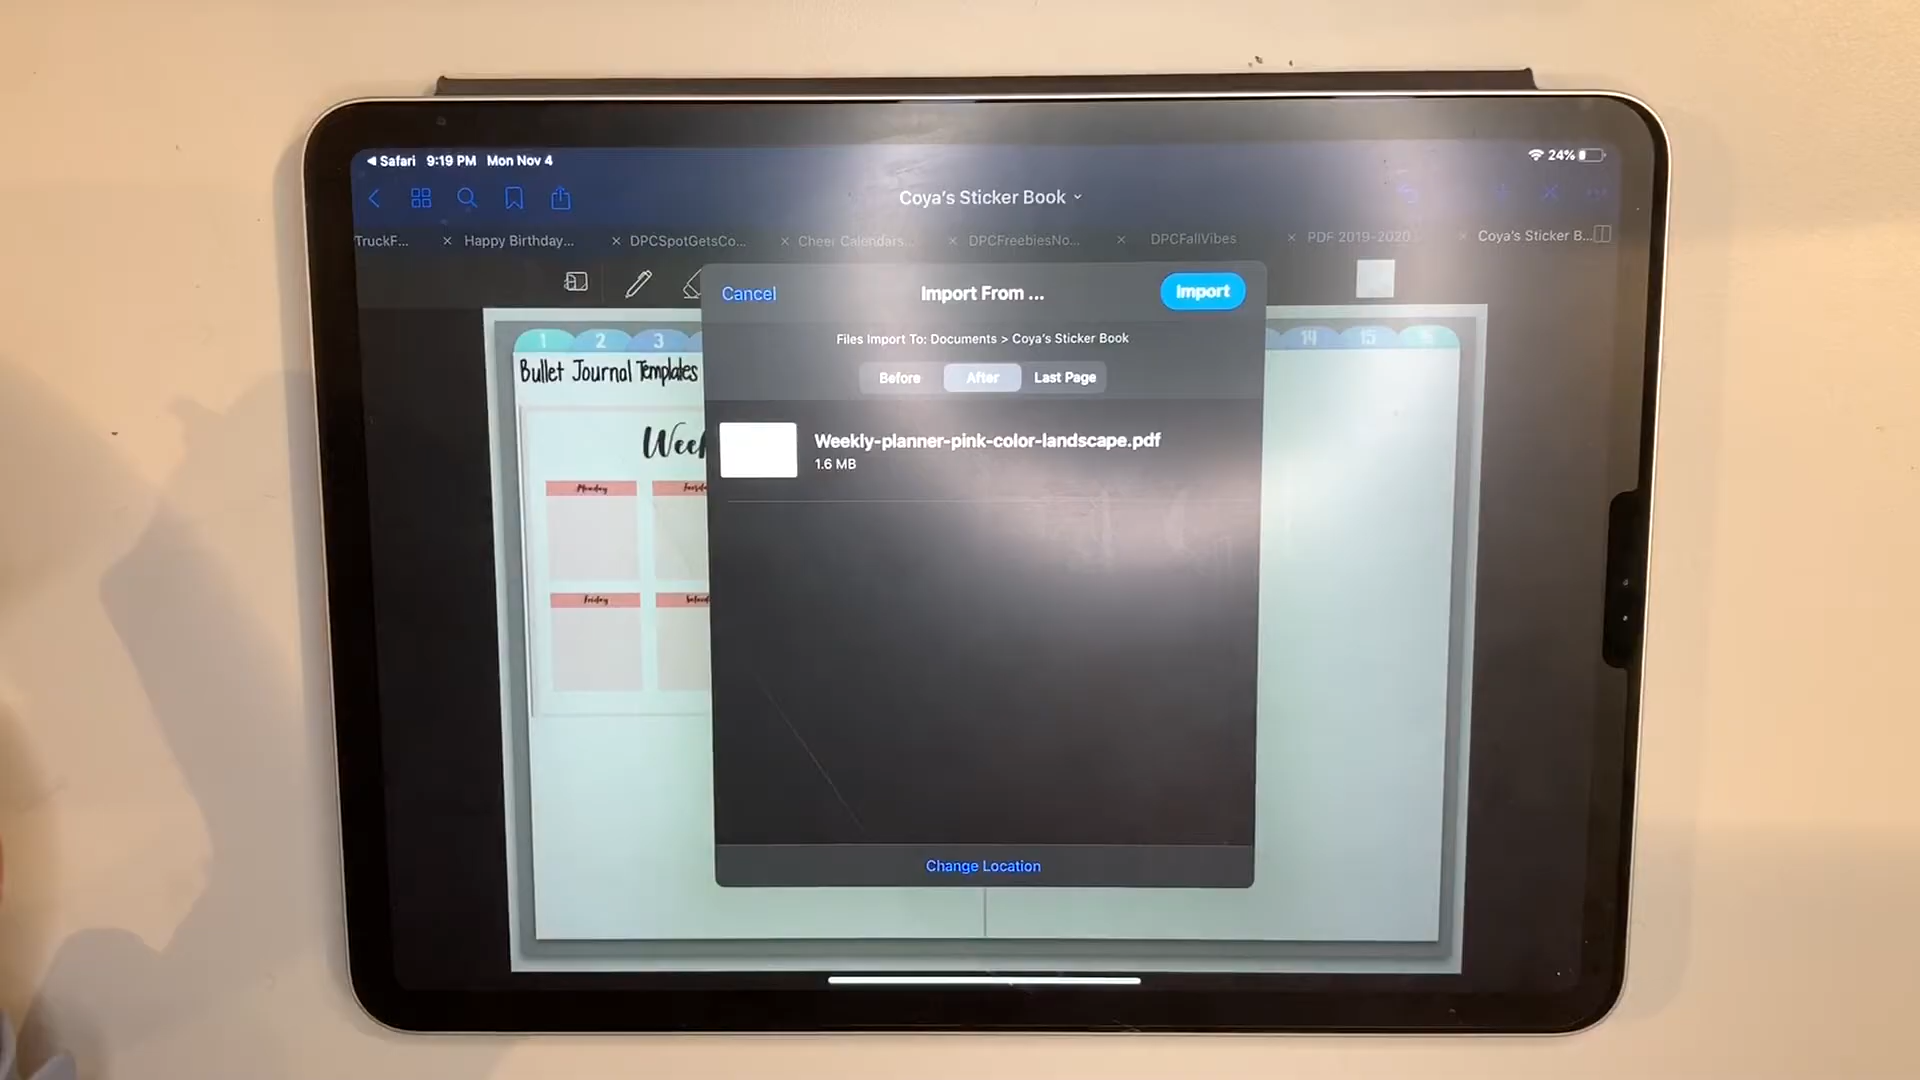 Safari 9:19 PM Mon Nov 4
24%
Coya's Sticker Book
TruckF... Happy Birthday... DPCSpotGetsCo... Cheer Calendars... DPCFreebiesNo... DPCFallVibes PDF 2019-2020... Coya's Sticker B...
Cancel Import From ... Import
Files Import To: Documents > Coya's Sticker Book
Before After Last Page
1 2 3 14 15
Bullet Journal Templates
Weekly-planner-pink-color-landscape.pdf
1.6 MB
Week
Monday
Friday
Change Location